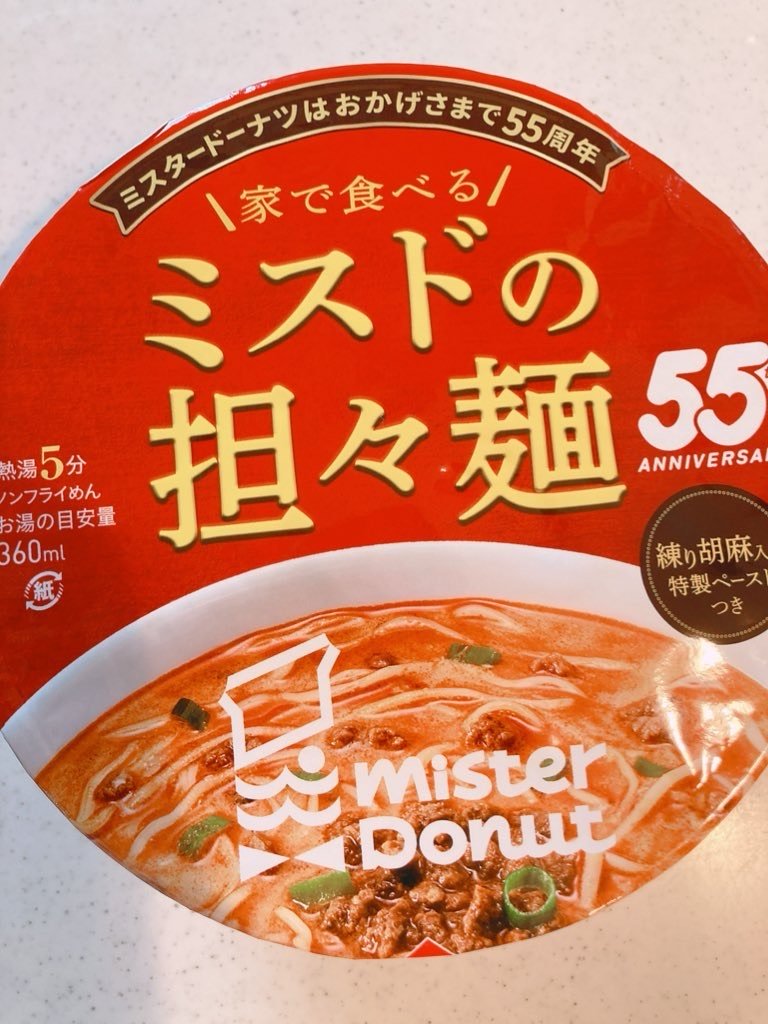 ミスタードーナツはおかげさまで55周年
家で食べる
ミスドの
担々麺
55
ANNIVERSA
熱湯5分
ノンフライめん
お湯の目安量
360ml
紙
練り胡麻入
特製ペースト
つき
mister
Donut